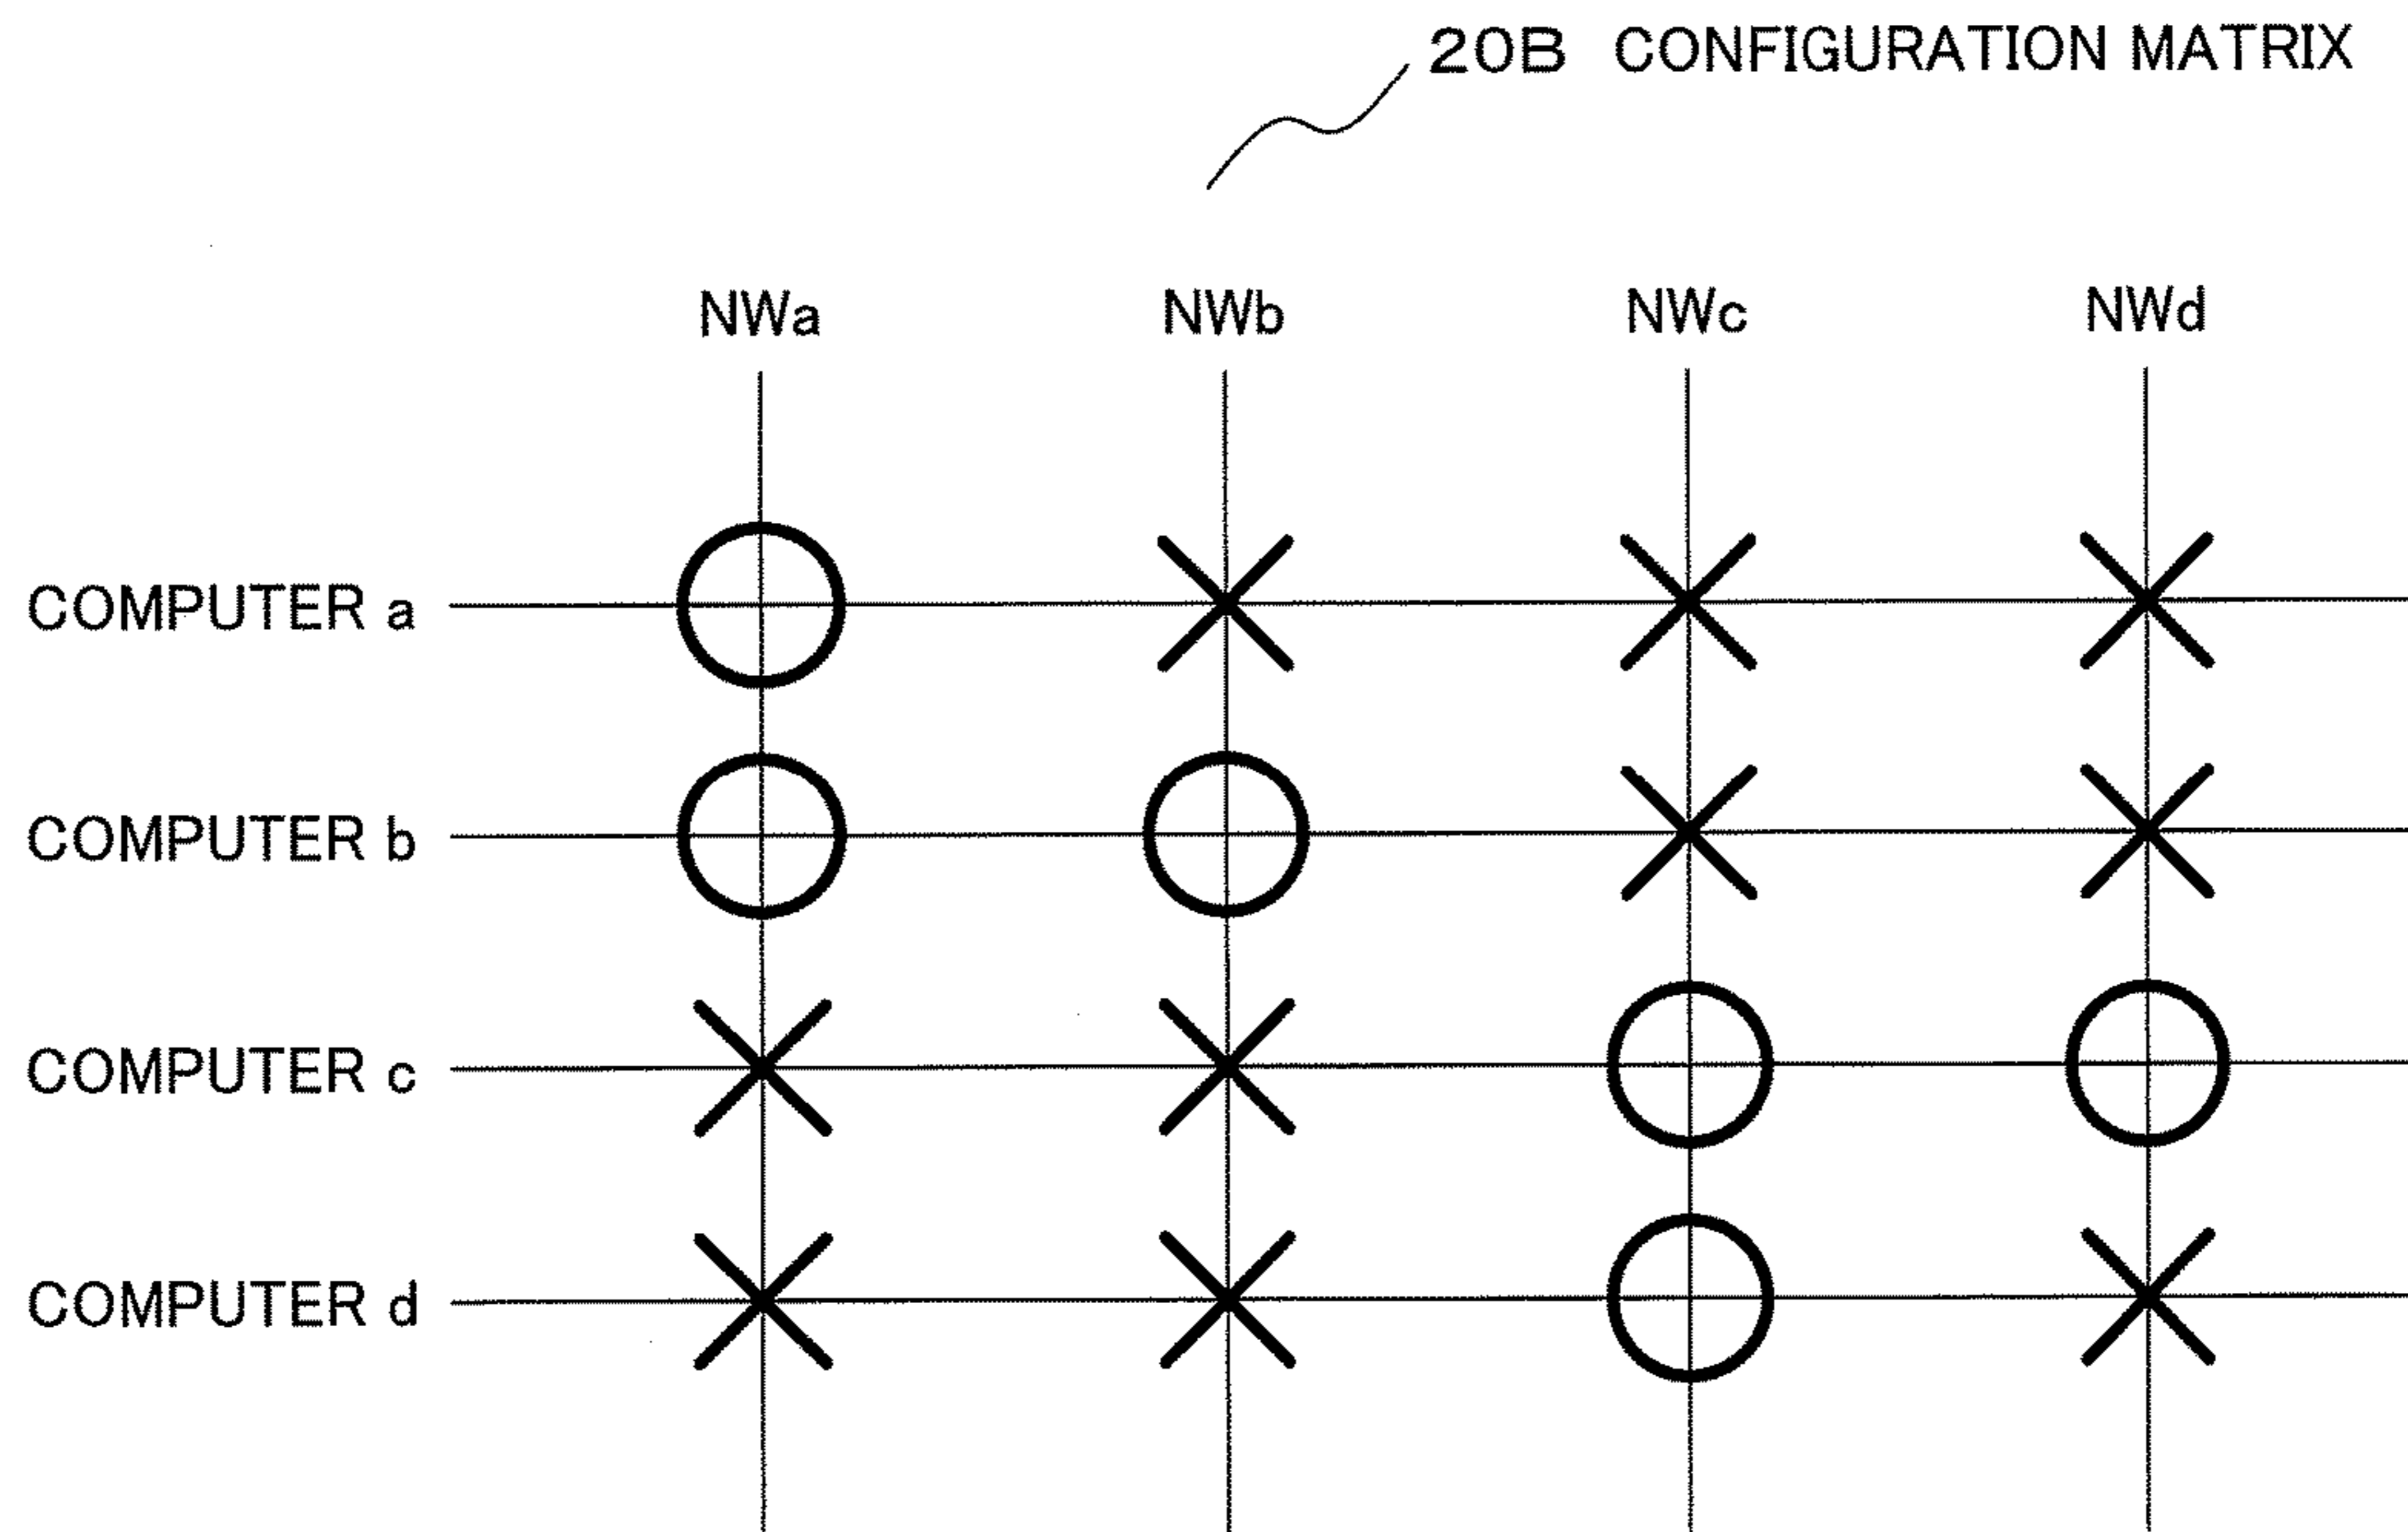 20B CONFIGURATION MATRIX
NWa NWb NWc NWd
COMPUTER a
COMPUTER b
COMPUTER c
COMPUTER d